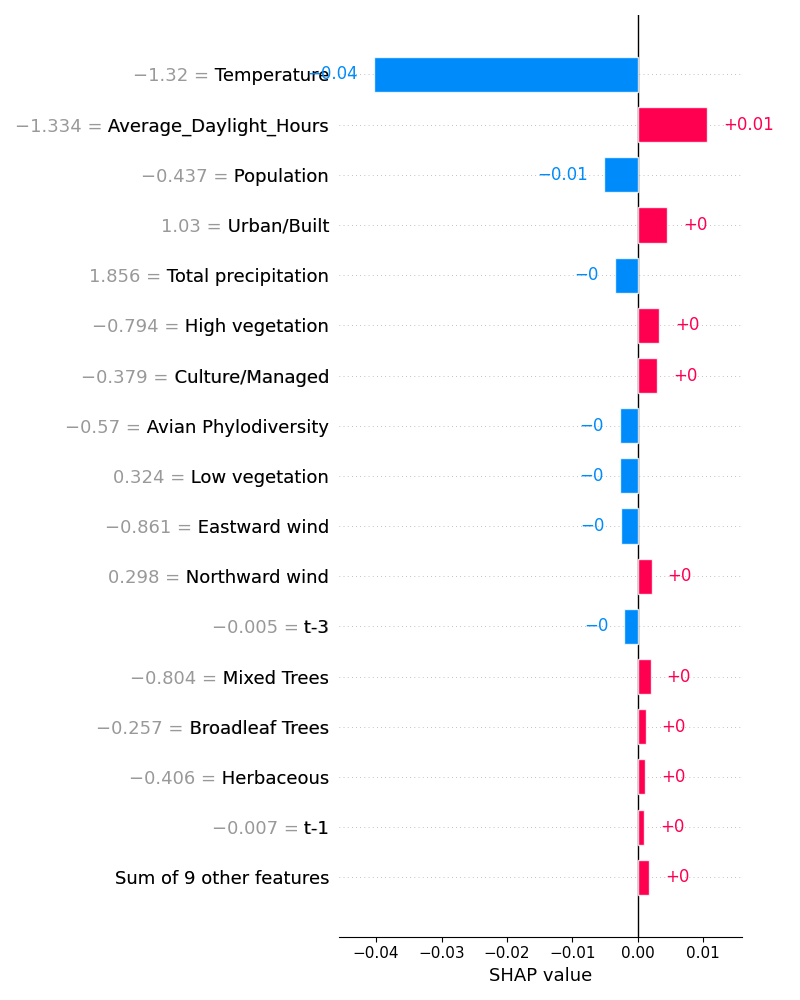 −1.32 = Temperature −0.04
−1.334 = Average_Daylight_Hours +0.01
−0.437 = Population −0.01
1.03 = Urban/Built +0
1.856 = Total precipitation −0
−0.794 = High vegetation +0
−0.379 = Culture/Managed +0
−0.57 = Avian Phylodiversity −0
0.324 = Low vegetation −0
−0.861 = Eastward wind −0
0.298 = Northward wind +0
−0.005 = t-3 −0
−0.804 = Mixed Trees +0
−0.257 = Broadleaf Trees +0
−0.406 = Herbaceous +0
−0.007 = t-1 +0
Sum of 9 other features +0
−0.04 −0.03 −0.02 −0.01 0.00 0.01
SHAP value